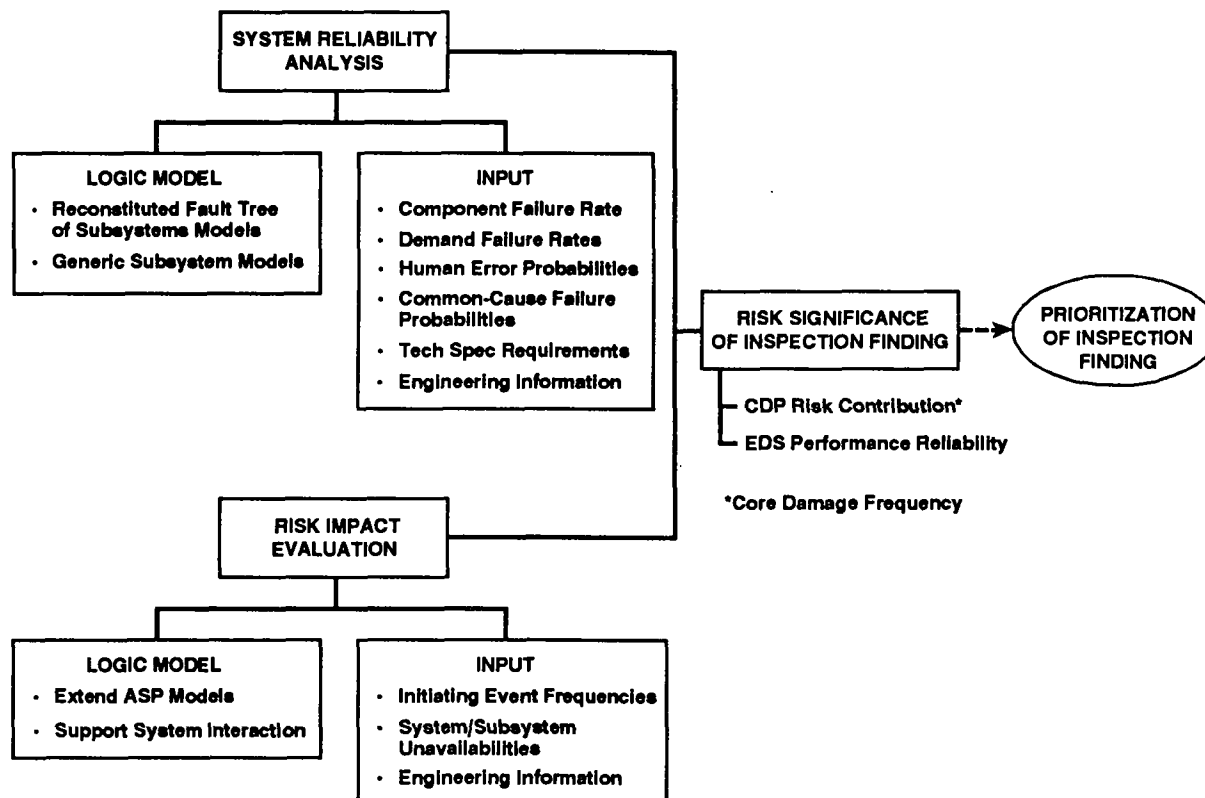 SYSTEM RELIABILITY
ANALYSIS
LOGIC MODEL
• Reconstituted Fault Tree
of Subsystems Models
• Generic Subsystem Models
INPUT
• Component Failure Rate
• Demand Failure Rates
• Human Error Probabilities
• Common-Cause Failure
Probabilities
• Tech Spec Requirements
• Engineering Information
RISK SIGNIFICANCE
OF INSPECTION FINDING
CDP Risk Contribution*
EDS Performance Reliability
*Core Damage Frequency
PRIORITIZATION
OF INSPECTION
FINDING
RISK IMPACT
EVALUATION
LOGIC MODEL
• Extend ASP Models
• Support System Interaction
INPUT
• Initiating Event Frequencies
• System/Subsystem
Unavailabilities
• Engineering Information